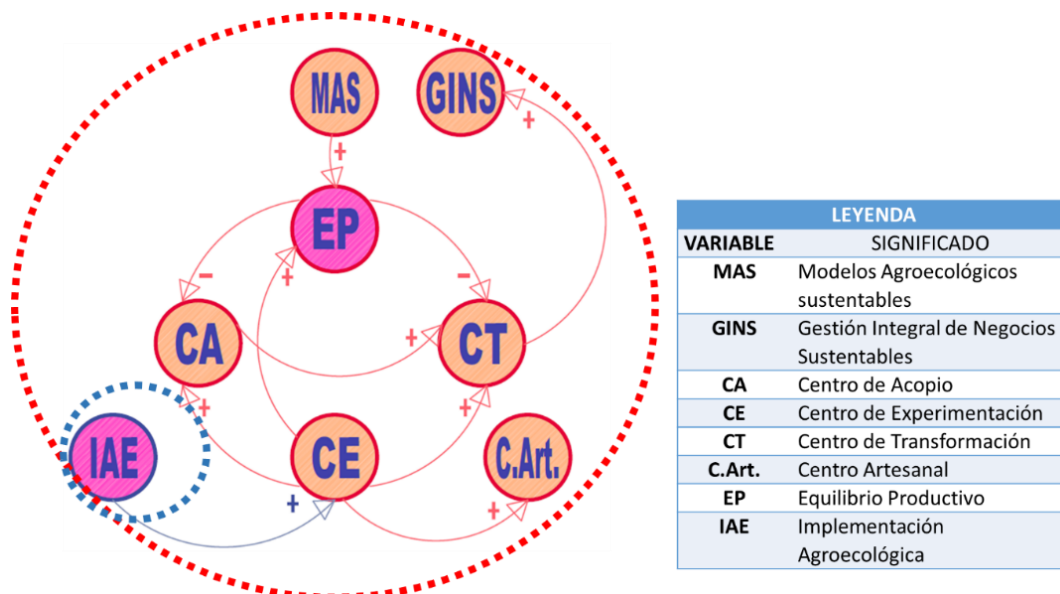 MAS
GINS
+
+
EP
-
+
-
CA
+
CT
+
+
IAE
CE
C.Art.
+
+
LEYENDA
VARIABLE SIGNIFICADO
MAS Modelos Agroecológicos
sustentables
GINS Gestión Integral de Negocios
Sustentables
CA Centro de Acopio
CE Centro de Experimentación
CT Centro de Transformación
C.Art. Centro Artesanal
EP Equilibrio Productivo
IAE Implementación
Agroecológica